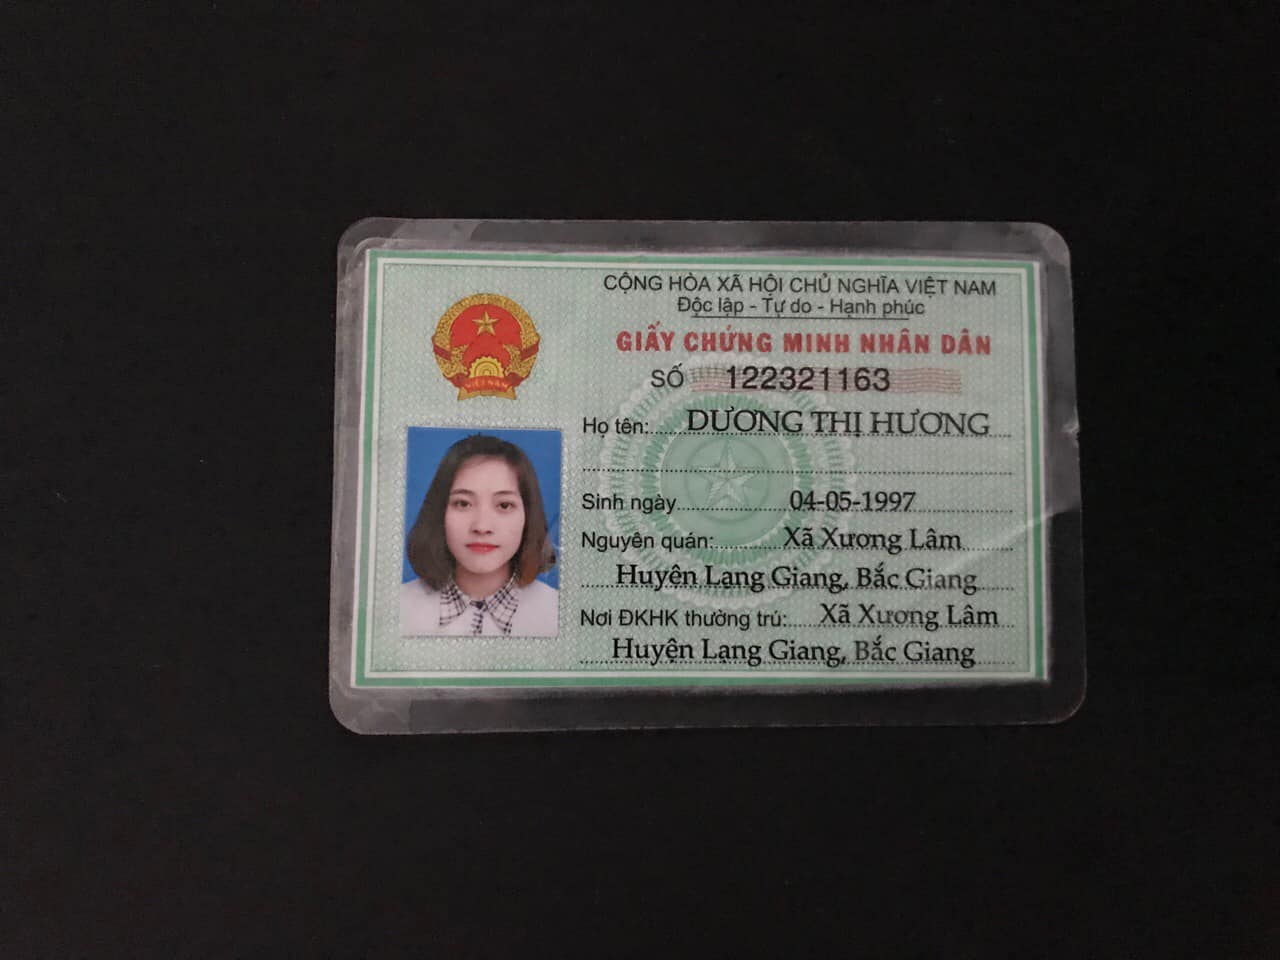 CỘNG HÒA XÃ HỘI CHỦ NGHĨA VIỆT NAM
Độc lập - Tự do - Hạnh phúc
GIẤY CHỨNG MINH NHÂN DÂN
SỐ 122321163
Họ tên: DƯƠNG THỊ HƯƠNG
Sinh ngày 04-05-1997
Nguyên quán: Xã Xương Lâm
Huyện Lạng Giang, Bắc Giang
Nơi ĐKHK thường trú: Xã Xương Lâm
Huyện Lạng Giang, Bắc Giang
VIỆT NAM